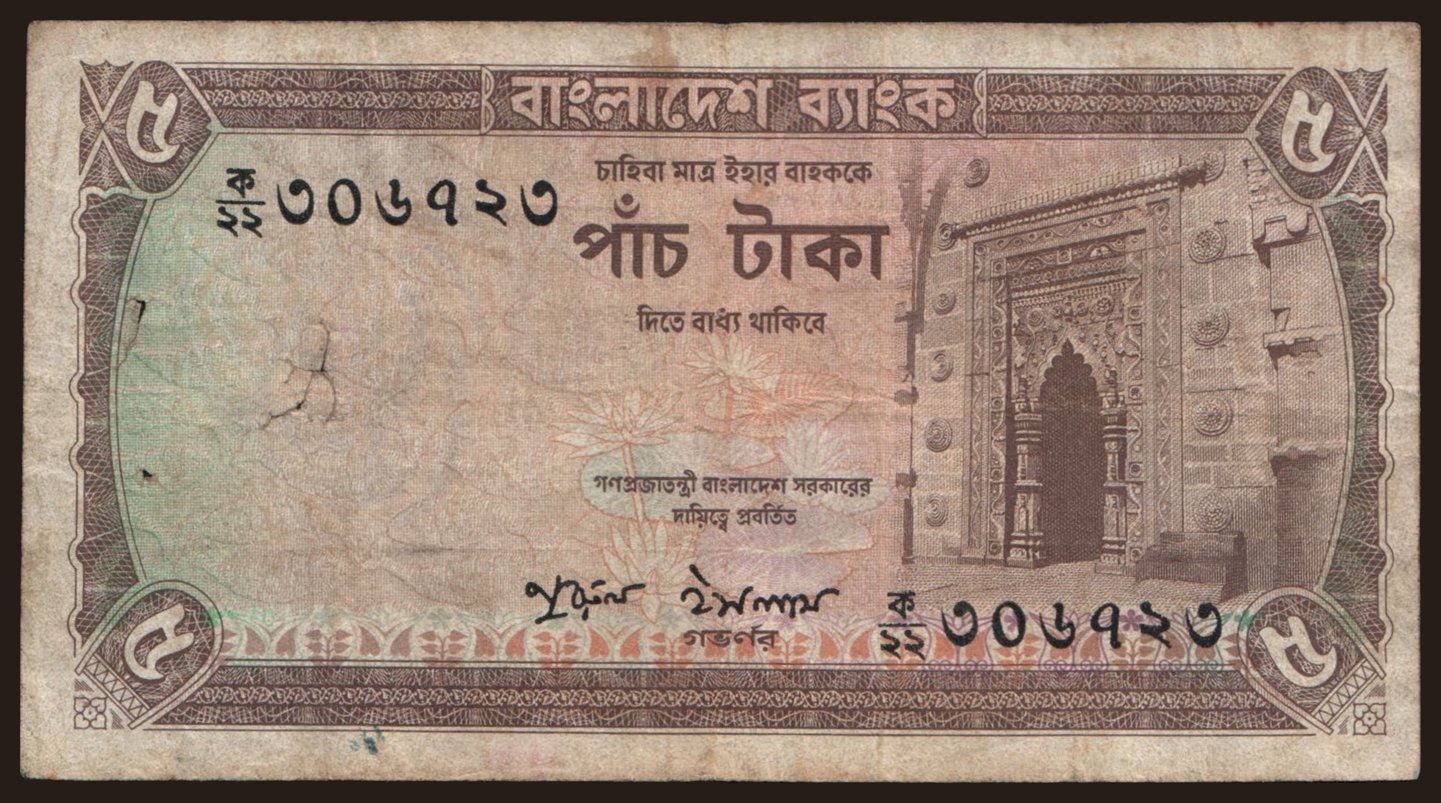 ৫ বাংলাদেশ ব্যাংক ৫
ক/২২ ৩০৬৭২৩
চাহিবা মাত্র ইহার বাহককে
পাঁচ টাকা
দিতে বাধ্য থাকিবে
গণপ্রজাতন্ত্রী বাংলাদেশ সরকারের
দায়িত্বে প্রবর্তিত
নুরুল ইসলাম
গভর্ণর
ক/২২ ৩০৬৭২৩
৫ ৫